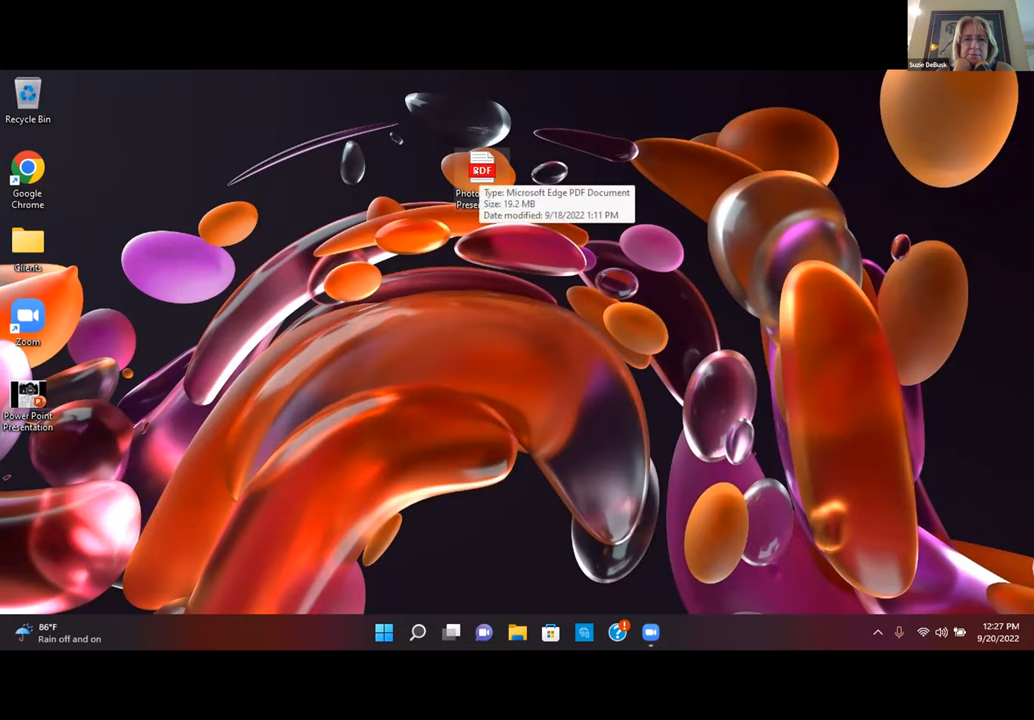 Suzie DeBusk
Recycle Bin
Google
Chrome
PDF
Type: Microsoft Edge PDF Document
Size: 19.2 MB
Date modified: 9/18/2022 1:11 PM
Clients
Zoom
Power Point
Presentation
86°F
Rain off and on
12:27 PM
9/20/2022